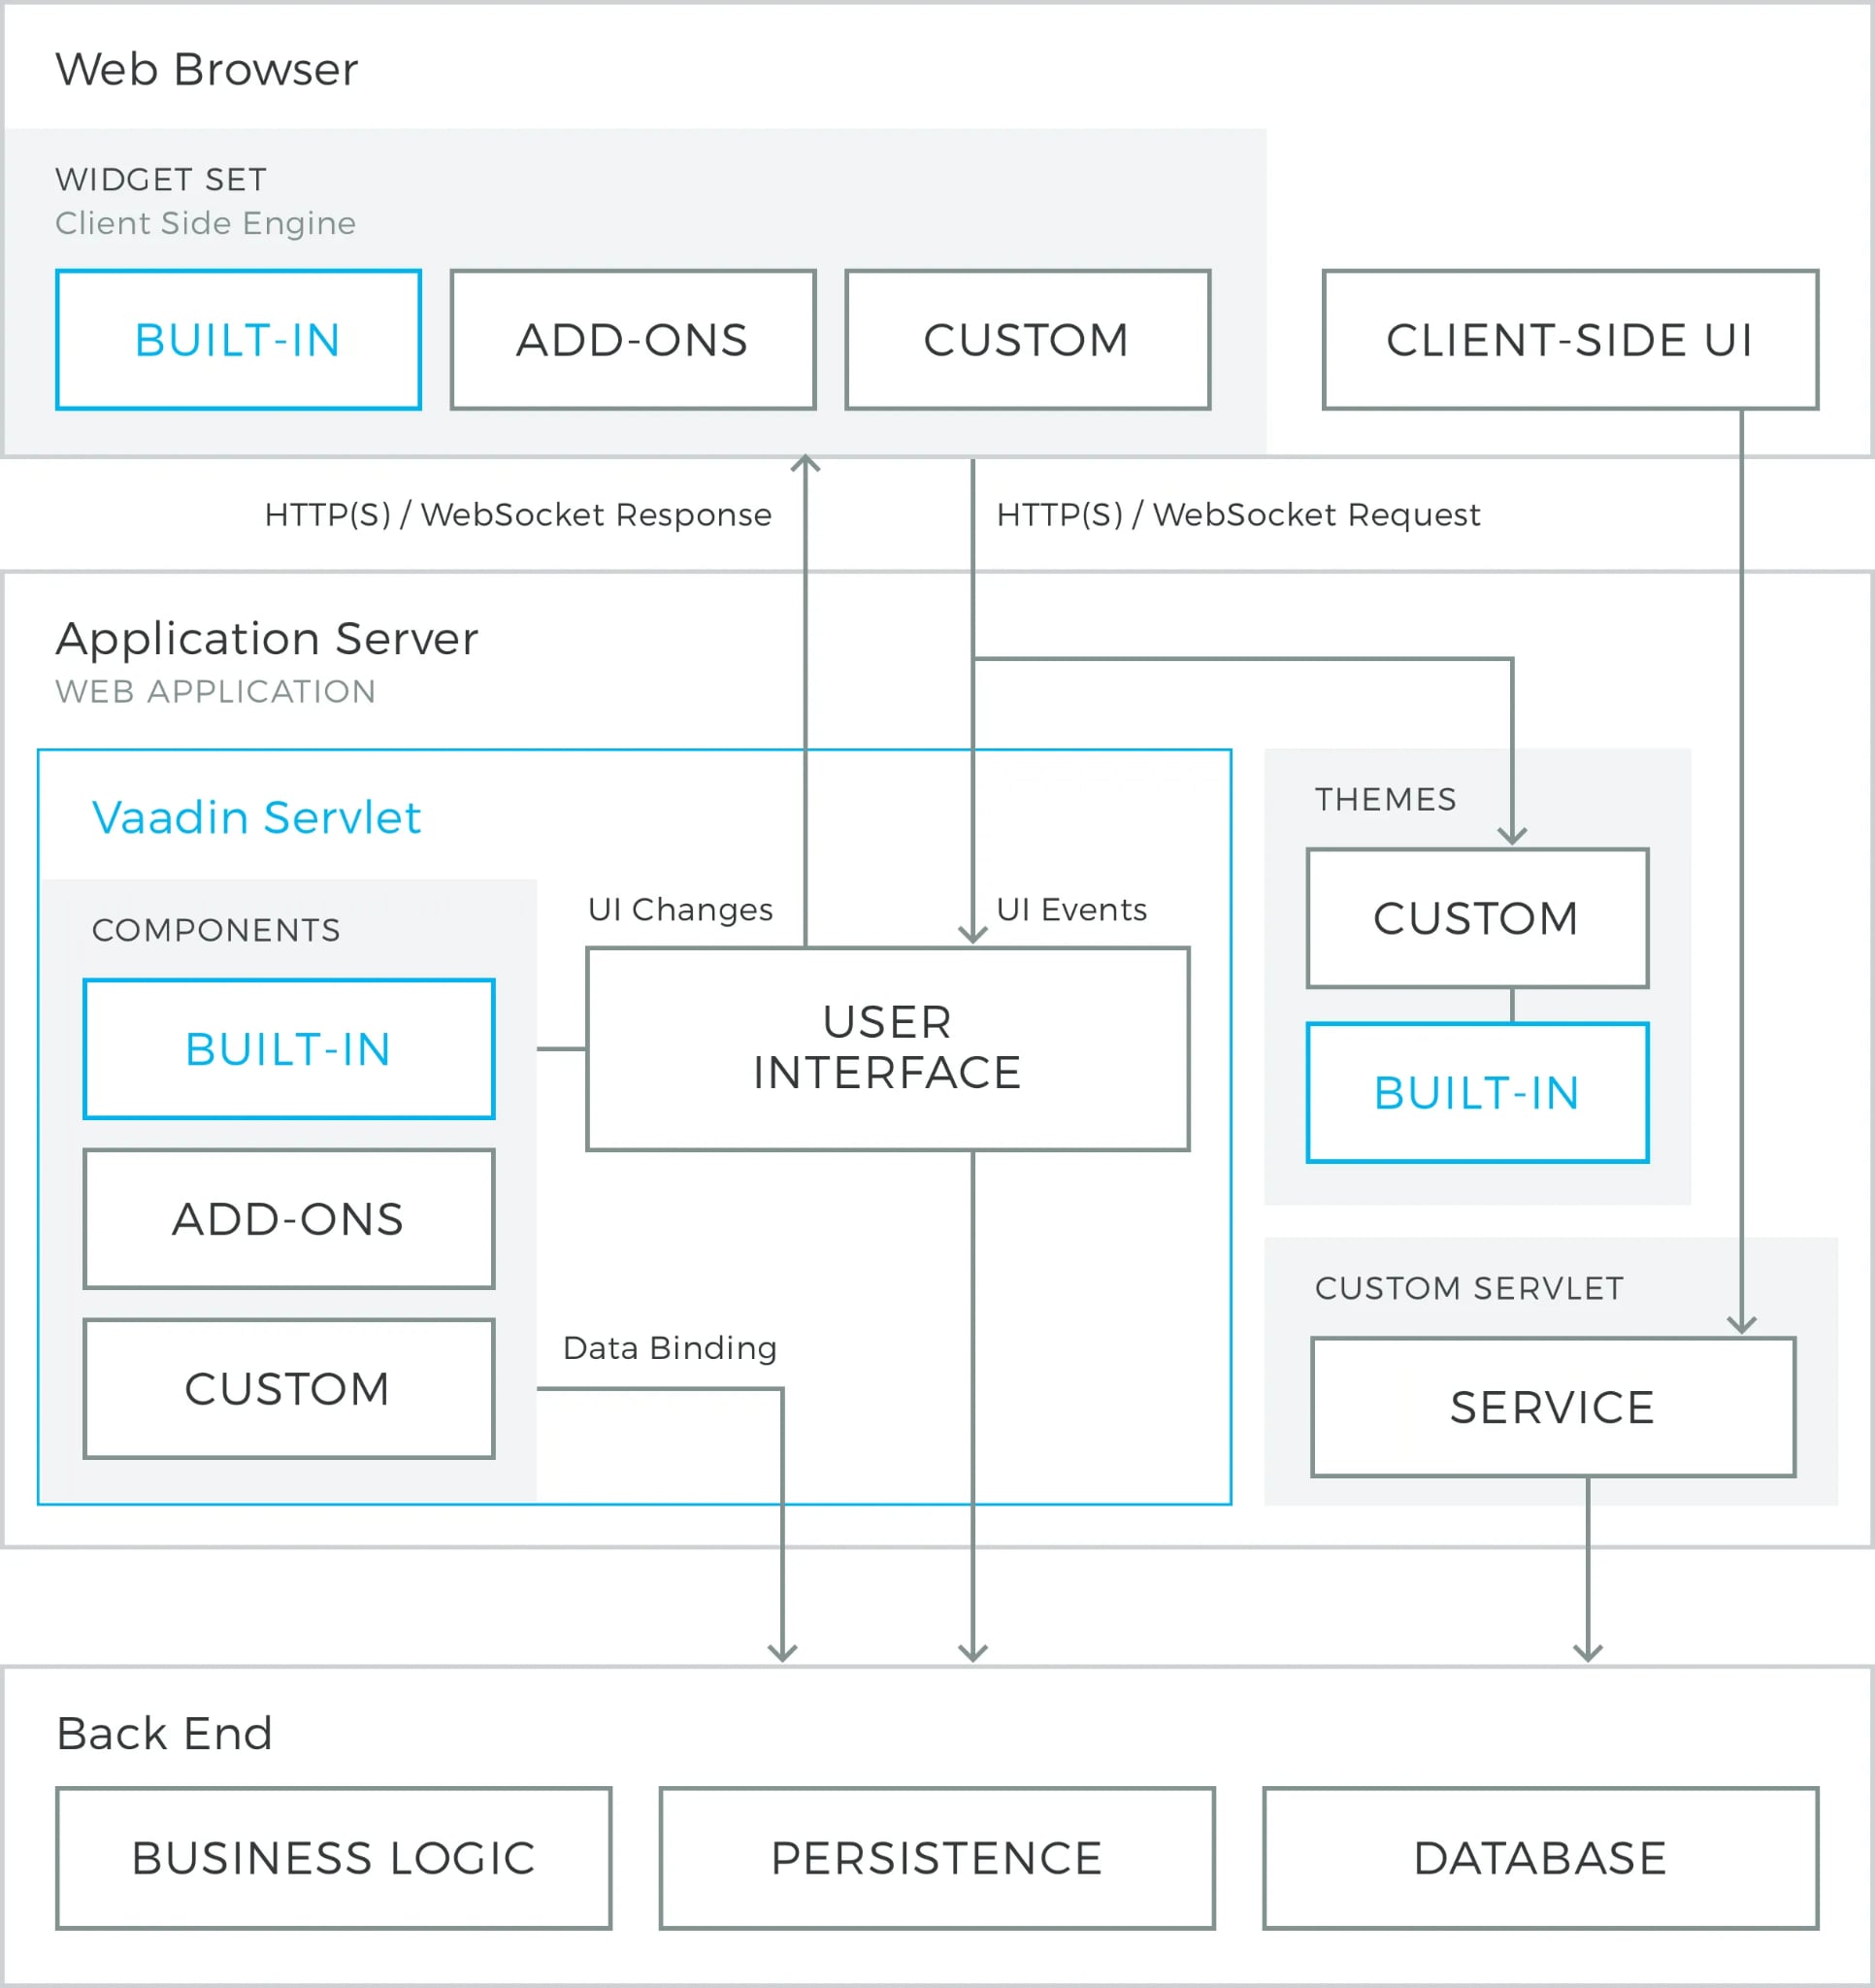 Web Browser
WIDGET SET
Client Side Engine
BUILT-IN
ADD-ONS
CUSTOM
CLIENT-SIDE UI
HTTP(S) / WebSocket Response
HTTP(S) / WebSocket Request
Application Server
WEB APPLICATION
Vaadin Servlet
COMPONENTS
BUILT-IN
ADD-ONS
CUSTOM
UI Changes
UI Events
USER
INTERFACE
Data Binding
THEMES
CUSTOM
BUILT-IN
CUSTOM SERVLET
SERVICE
Back End
BUSINESS LOGIC
PERSISTENCE
DATABASE